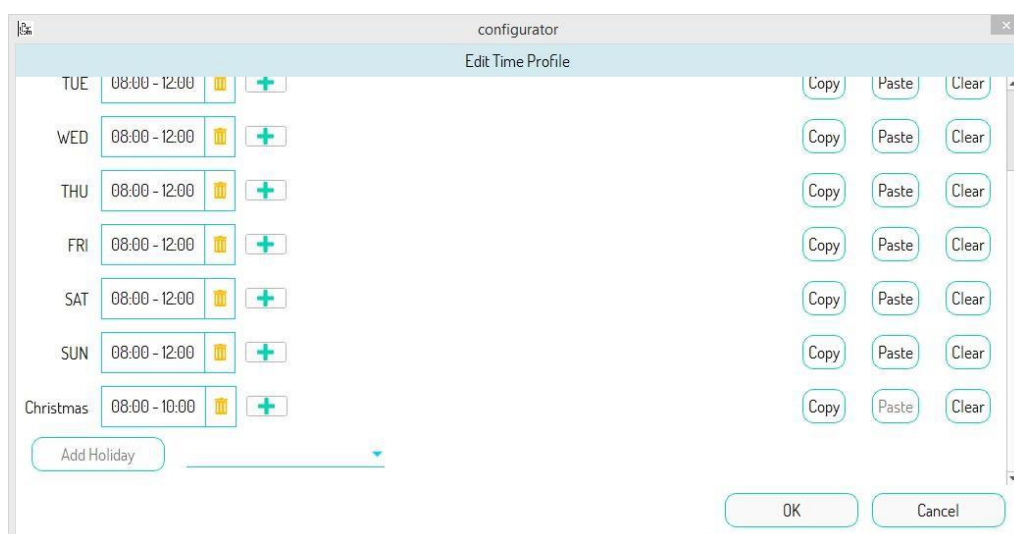 configurator
Edit Time Profile
TUE 08:00 - 12:00 Copy Paste Clear
WED 08:00 - 12:00 Copy Paste Clear
THU 08:00 - 12:00 Copy Paste Clear
FRI 08:00 - 12:00 Copy Paste Clear
SAT 08:00 - 12:00 Copy Paste Clear
SUN 08:00 - 12:00 Copy Paste Clear
Christmas 08:00 - 10:00 Copy Paste Clear
Add Holiday
OK Cancel